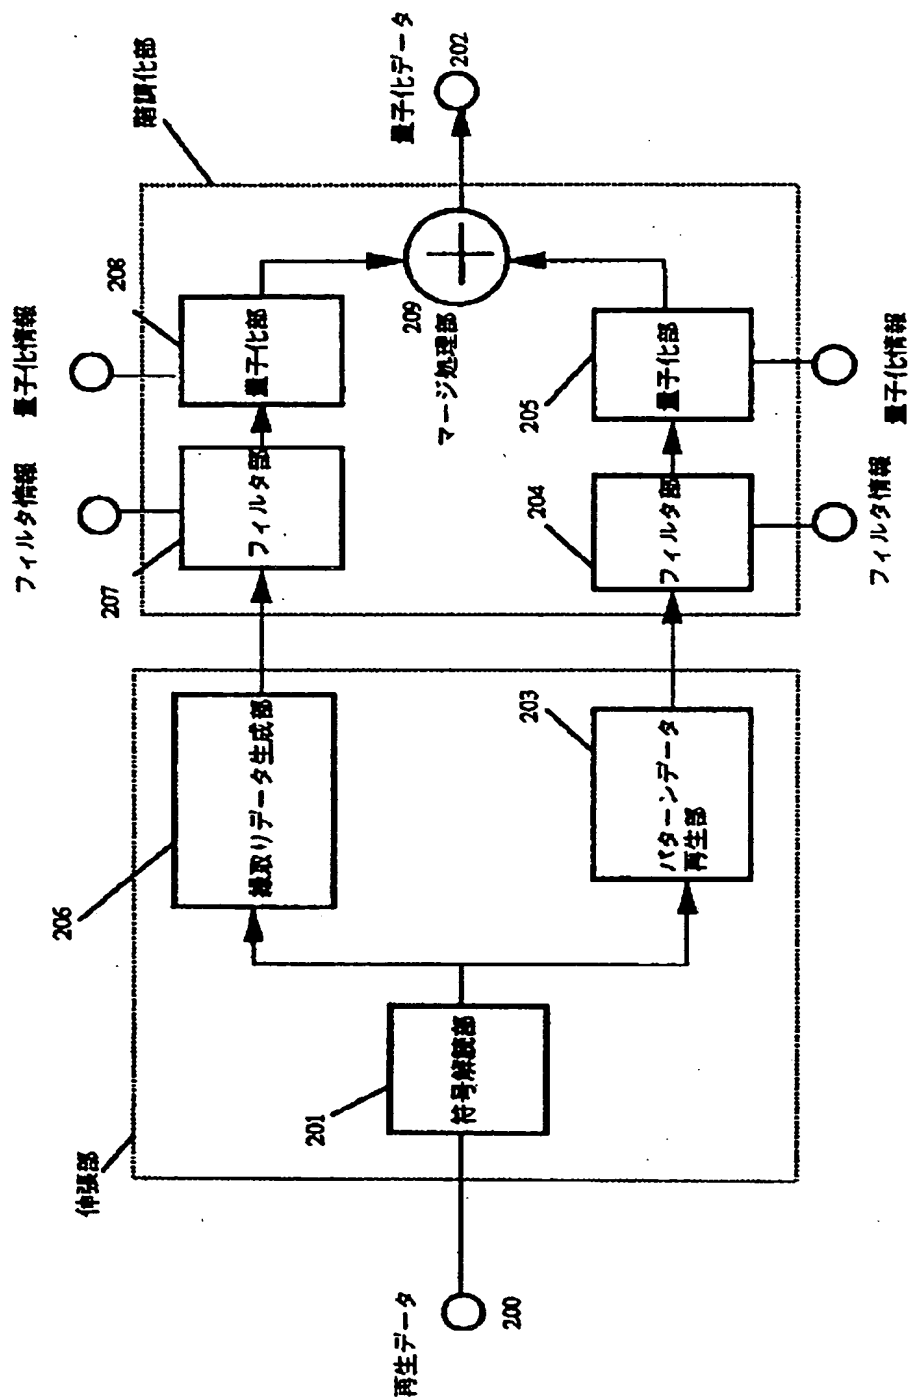 再生データ
200
伸張部
201
符号解読部
206
縁取りデータ生成部
203
パターンデータ
再生部
階調化部
フィルタ情報
207
フィルタ部
量子化情報
208
量子化部
204
フィルタ部
フィルタ情報
205
量子化部
量子化情報
209
マージ処理部
量子化データ
202